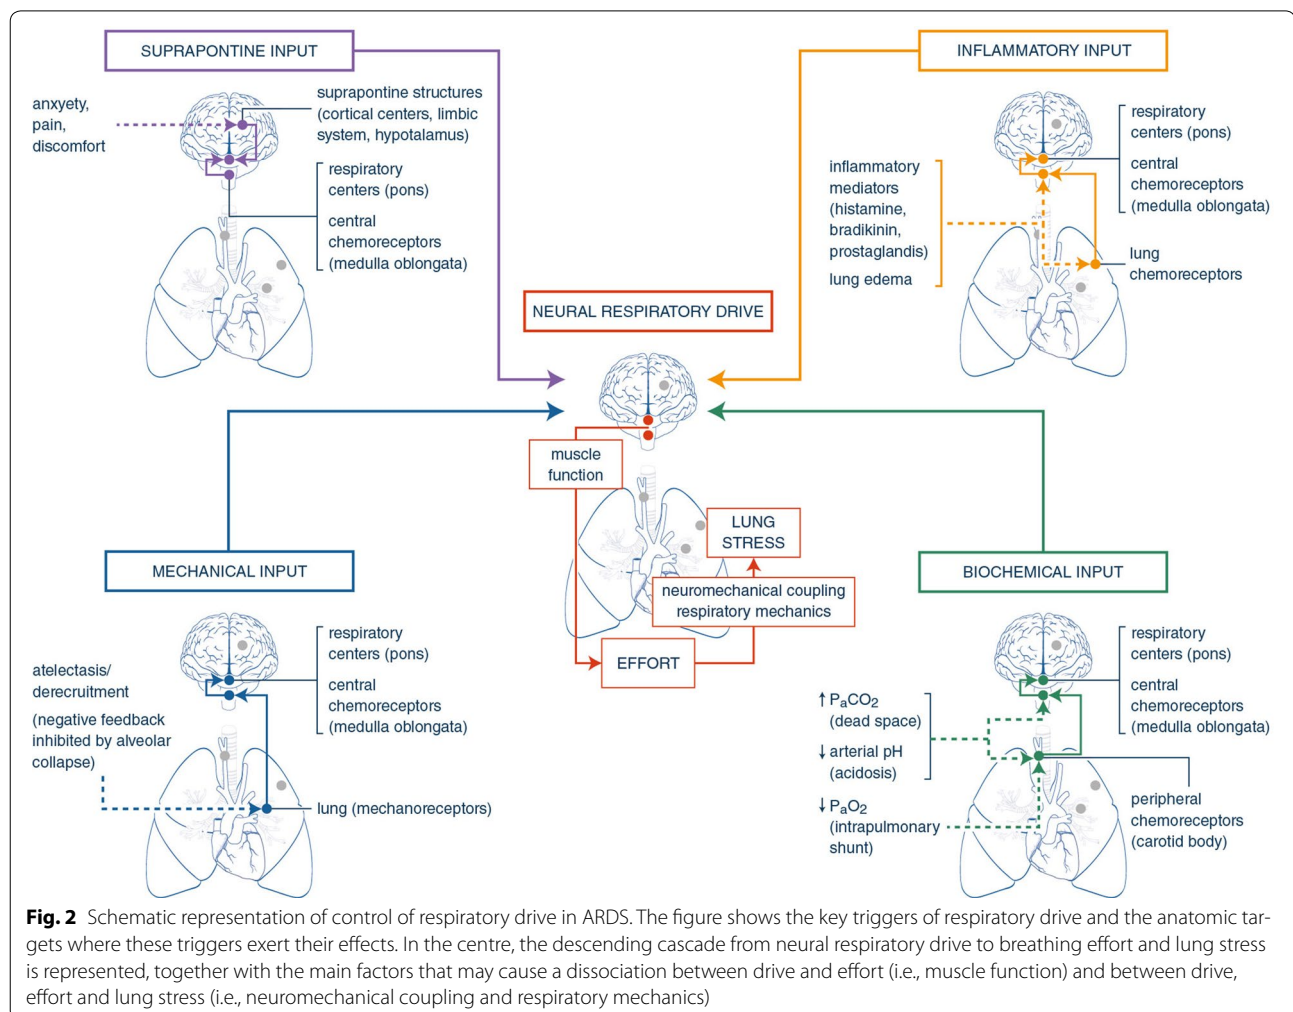 SUPRAPONTINE INPUT
anxyety,
pain,
discomfort
suprapontine structures
(cortical centers, limbic
system, hypotalamus)
respiratory
centers (pons)
central
chemoreceptors
(medulla oblongata)
INFLAMMATORY INPUT
inflammatory
mediators
(histamine,
bradikinin,
prostaglandis)
lung edema
respiratory
centers (pons)
central
chemoreceptors
(medulla oblongata)
lung
chemoreceptors
NEURAL RESPIRATORY DRIVE
muscle
function
LUNG
STRESS
neuromechanical coupling
respiratory mechanics
EFFORT
MECHANICAL INPUT
atelectasis/
derecruitment
(negative feedback
inhibited by alveolar
collapse)
respiratory
centers (pons)
central
chemoreceptors
(medulla oblongata)
lung (mechanoreceptors)
BIOCHEMICAL INPUT
↑ PaCO2
(dead space)
↓ arterial pH
(acidosis)
↓ PaO2
(intrapulmonary
shunt)
respiratory
centers (pons)
central
chemoreceptors
(medulla oblongata)
peripheral
chemoreceptors
(carotid body)
Fig. 2 Schematic representation of control of respiratory drive in ARDS. The figure shows the key triggers of respiratory drive and the anatomic tar-
gets where these triggers exert their effects. In the centre, the descending cascade from neural respiratory drive to breathing effort and lung stress
is represented, together with the main factors that may cause a dissociation between drive and effort (i.e., muscle function) and between drive,
effort and lung stress (i.e., neuromechanical coupling and respiratory mechanics)